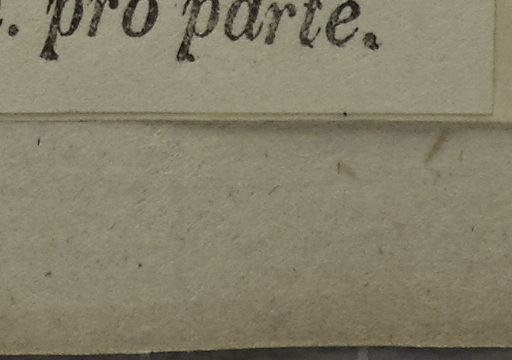 . pro parte.